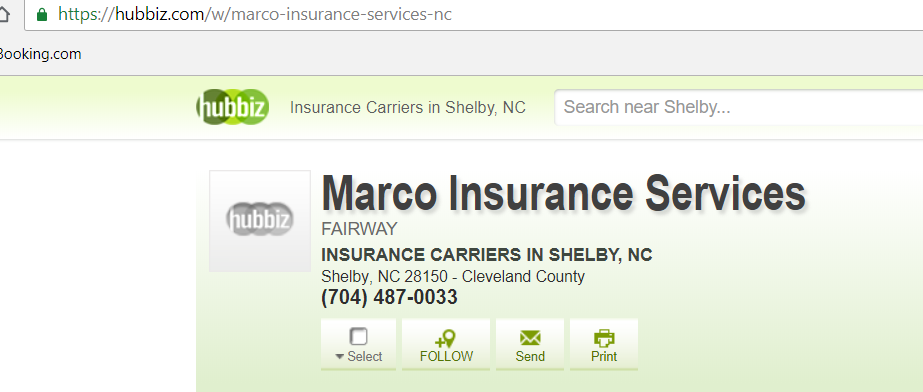 https://hubbiz.com/w/marco-insurance-services-nc
Booking.com
hubbiz Insurance Carriers in Shelby, NC Search near Shelby...
hubbiz
Marco Insurance Services
FAIRWAY
INSURANCE CARRIERS IN SHELBY, NC
Shelby, NC 28150 - Cleveland County
(704) 487-0033
Select FOLLOW Send Print